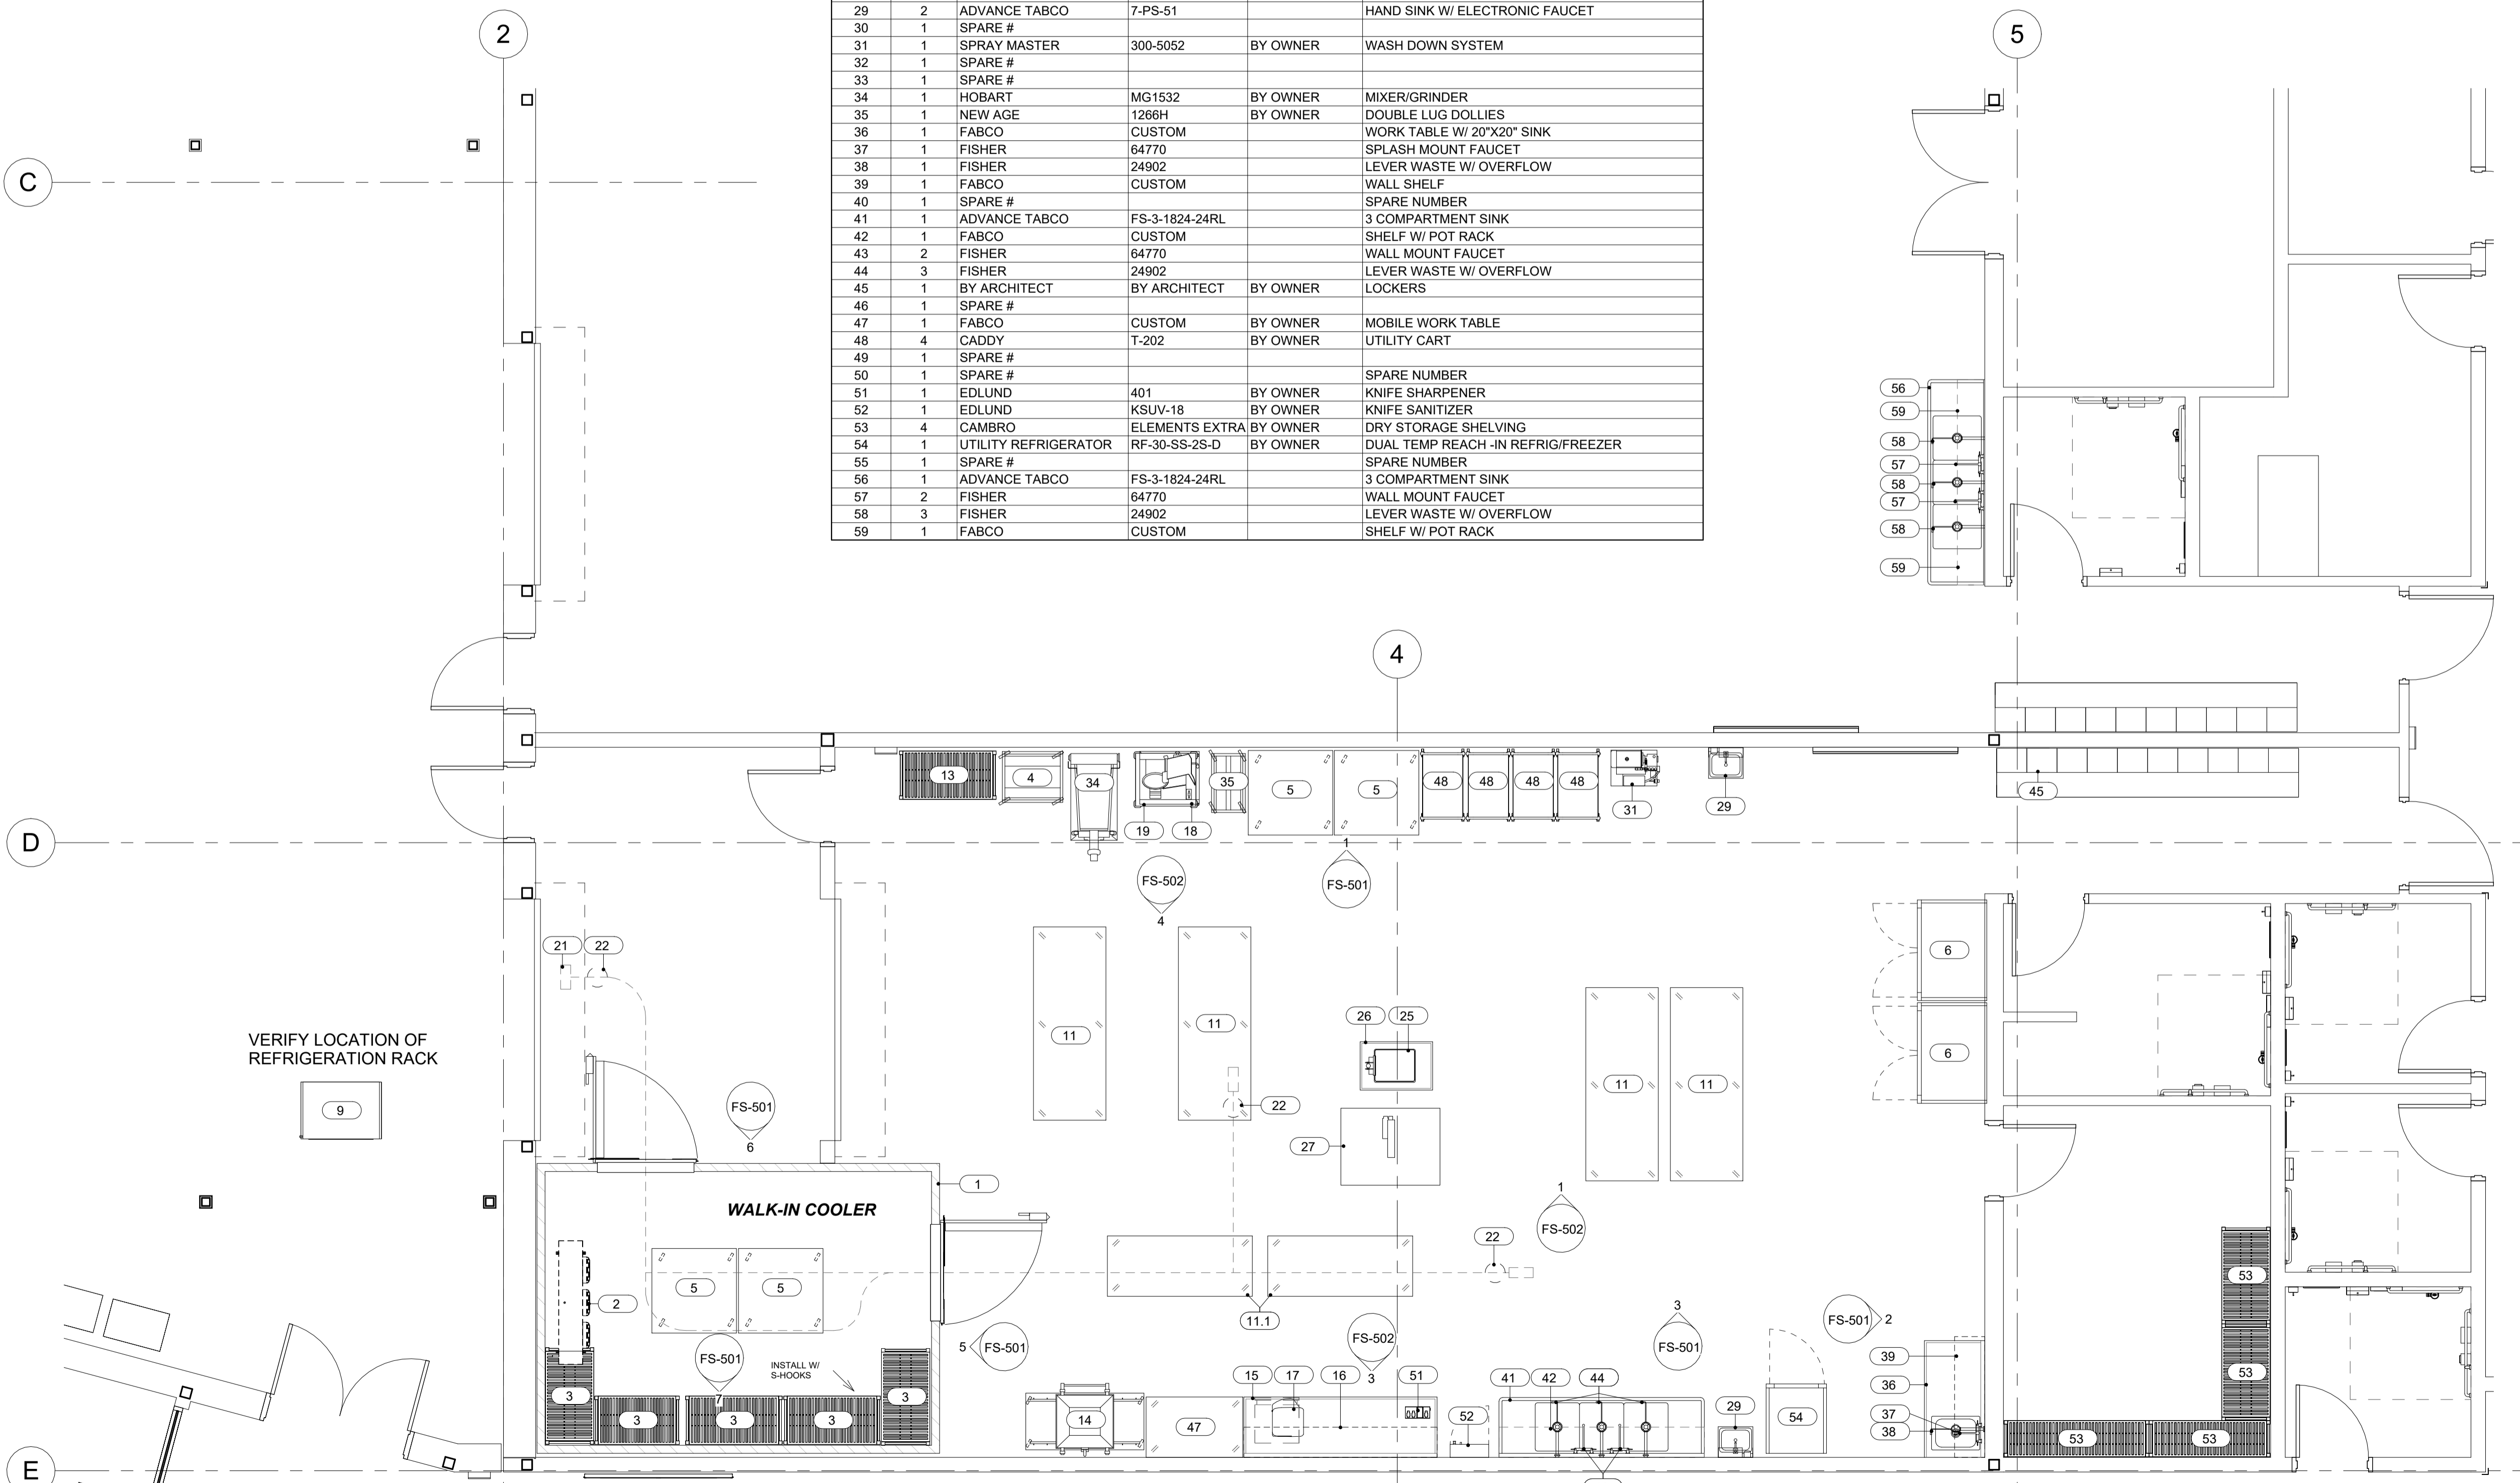 2
5
C
29 2 ADVANCE TABCO 7-PS-51 HAND SINK W/ ELECTRONIC FAUCET
30 1 SPARE #
31 1 SPRAY MASTER 300-5052 BY OWNER WASH DOWN SYSTEM
32 1 SPARE #
33 1 SPARE #
34 1 HOBART MG1532 BY OWNER MIXER/GRINDER
35 1 NEW AGE 1266H BY OWNER DOUBLE LUG DOLLIES
36 1 FABCO CUSTOM WORK TABLE W/ 20"X20" SINK
37 1 FISHER 64770 SPLASH MOUNT FAUCET
38 1 FISHER 24902 LEVER WASTE W/ OVERFLOW
39 1 FABCO CUSTOM WALL SHELF
40 1 SPARE # SPARE NUMBER
41 1 ADVANCE TABCO FS-3-1824-24RL 3 COMPARTMENT SINK
42 1 FABCO CUSTOM SHELF W/ POT RACK
43 2 FISHER 64770 WALL MOUNT FAUCET
44 3 FISHER 24902 LEVER WASTE W/ OVERFLOW
45 1 BY ARCHITECT BY ARCHITECT BY OWNER LOCKERS
46 1 SPARE #
47 1 FABCO CUSTOM BY OWNER MOBILE WORK TABLE
48 4 CADDY T-202 BY OWNER UTILITY CART
49 1 SPARE #
50 1 SPARE # SPARE NUMBER
51 1 EDLUND 401 BY OWNER KNIFE SHARPENER
52 1 EDLUND KSUV-18 BY OWNER KNIFE SANITIZER
53 4 CAMBRO ELEMENTS EXTRA BY OWNER DRY STORAGE SHELVING
54 1 UTILITY REFRIGERATOR RF-30-SS-2S-D BY OWNER DUAL TEMP REACH -IN REFRIG/FREEZER
55 1 SPARE # SPARE NUMBER
56 1 ADVANCE TABCO FS-3-1824-24RL 3 COMPARTMENT SINK
57 2 FISHER 64770 WALL MOUNT FAUCET
58 3 FISHER 24902 LEVER WASTE W/ OVERFLOW
59 1 FABCO CUSTOM SHELF W/ POT RACK
56
59
58
57
58
57
58
59
4
13
4
34
19
18
35
5
5
48
48
48
48
31
29
45
D
1
FS-501
FS-502
4
21
22
11
11
26
25
22
27
11
11
6
6
VERIFY LOCATION OF
REFRIGERATION RACK
9
FS-501
6
1
WALK-IN COOLER
5
5
2
FS-501
7
INSTALL W/
S-HOOKS
3
3
3
3
3
5
FS-501
11.1
22
1
FS-502
3
FS-501
FS-501
2
FS-502
3
14
47
15
17
16
51
52
41
42
44
29
54
39
36
37
38
53
53
53
53
E